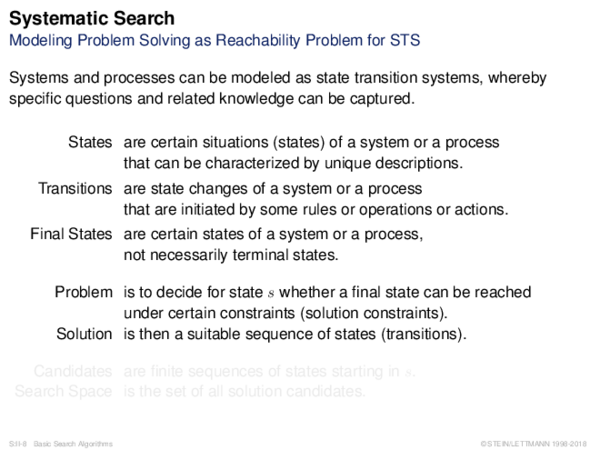 Systematic Search
Modeling Problem Solving as Reachability Problem for STS
Systems and processes can be modeled as state transition systems, whereby
specific questions and related knowledge can be captured.
States are certain situations (states) of a system or a process
that can be characterized by unique descriptions.
Transitions are state changes of a system or a process
that are initiated by some rules or operations or actions.
Final States are certain states of a system or a process,
not necessarily terminal states.
Problem is to decide for state s whether a final state can be reached
under certain constraints (solution constraints).
Solution is then a suitable sequence of states (transitions).
Candidates are finite sequences of states starting in s.
Search Space is the set of all solution candidates.
S:II-8 Basic Search Algorithms ©STEIN/LETTMANN 1998-2018